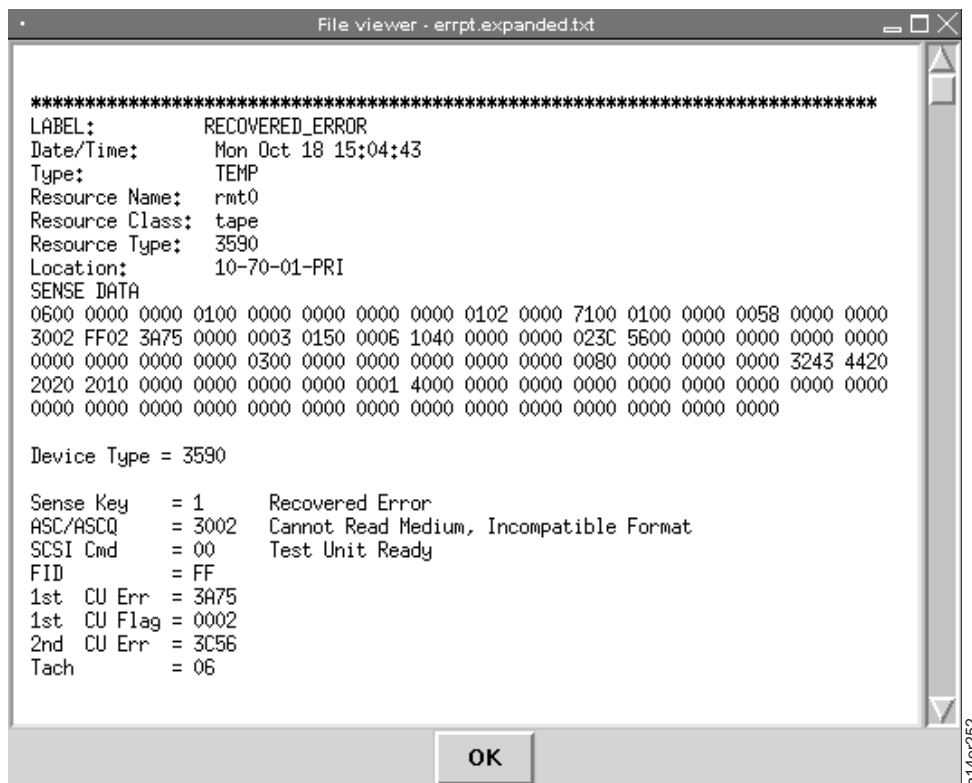 File viewer - errpt.expanded.txt
******************************************************************************
LABEL: RECOVERED_ERROR
Date/Time: Mon Oct 18 15:04:43
Type: TEMP
Resource Name: rmt0
Resource Class: tape
Resource Type: 3590
Location: 10-70-01-PRI
SENSE DATA
0600 0000 0000 0100 0000 0000 0000 0000 0102 0000 7100 0100 0000 0058 0000 0000
3002 FF02 3A75 0000 0003 0150 0006 1040 0000 0000 023C 5600 0000 0000 0000 0000
0000 0000 0000 0000 0300 0000 0000 0000 0000 0000 0080 0000 0000 0000 3243 4420
2020 2010 0000 0000 0000 0000 0001 4000 0000 0000 0000 0000 0000 0000 0000 0000
0000 0000 0000 0000 0000 0000 0000 0000 0000 0000 0000 0000 0000 0000
Device Type = 3590
Sense Key = 1 Recovered Error
ASC/ASCQ = 3002 Cannot Read Medium, Incompatible Format
SCSI Cmd = 00 Test Unit Ready
FID = FF
1st CU Err = 3A75
1st CU Flag = 0002
2nd CU Err = 3C56
Tach = 06
OK